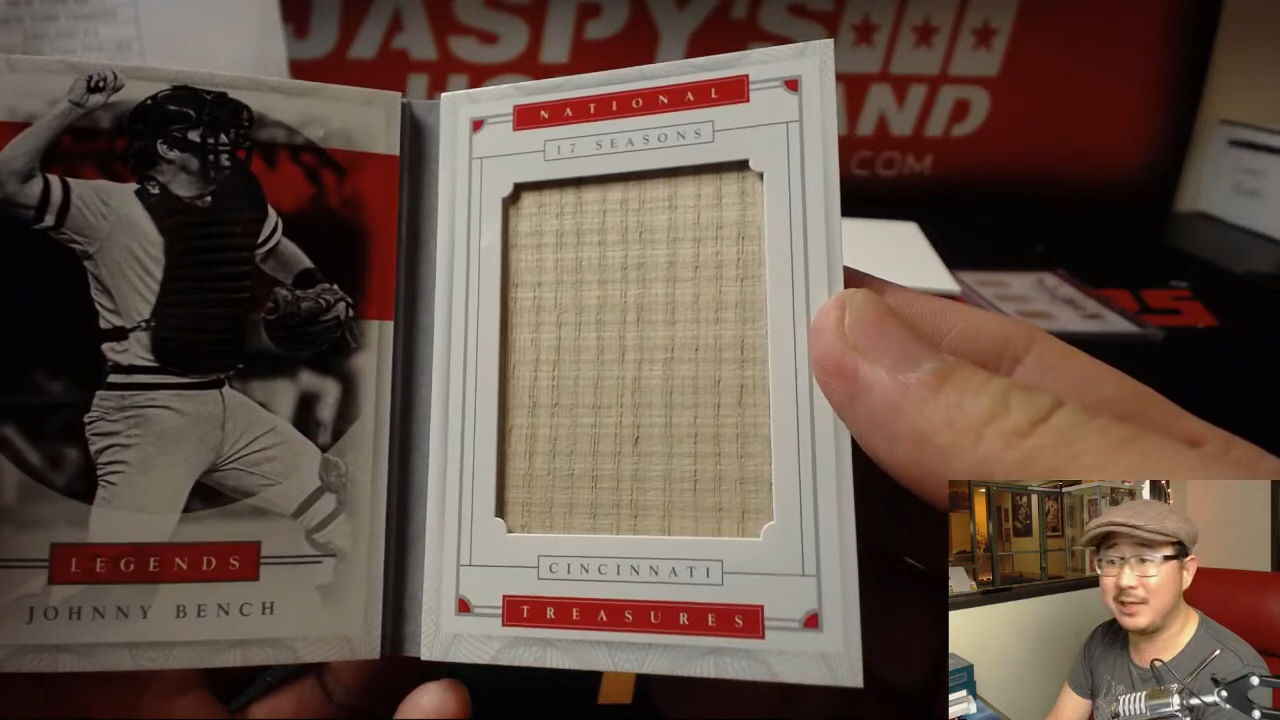 JASPY'S
AND
.COM
NATIONAL
17 SEASONS
CINCINNATI
TREASURES
LEGENDS
JOHNNY BENCH